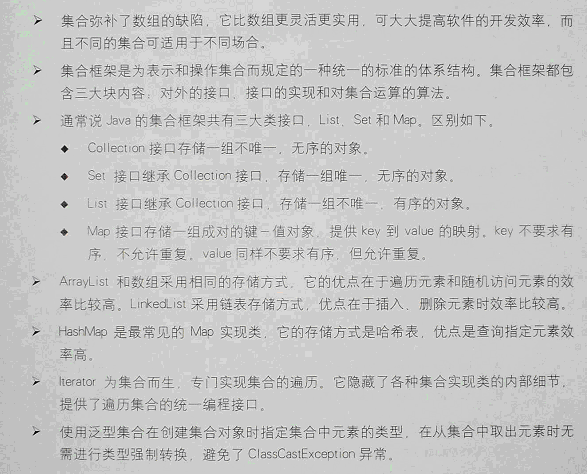 ➢ 集合弥补了数组的缺陷，它比数组更灵活更实用，可大大提高软件的开发效率，而
且不同的集合可适用于不同场合。
➢ 集合框架是为表示和操作集合而规定的一种统一的标准的体系结构。集合框架都包
含三大块内容：对外的接口、接口的实现和对集合运算的算法。
➢ 通常说 Java 的集合框架共有三大类接口，List、Set 和 Map。区别如下。
◆ Collection 接口存储一组不唯一，无序的对象。
◆ Set 接口继承 Collection 接口，存储一组唯一，无序的对象。
◆ List 接口继承 Collection 接口，存储一组不唯一，有序的对象。
◆ Map 接口存储一组成对的键－值对象，提供 key 到 value 的映射。key 不要求有
序，不允许重复。value 同样不要求有序，但允许重复。
➢ ArrayList 和数组采用相同的存储方式，它的优点在于遍历元素和随机访问元素的效
率比较高。LinkedList 采用链表存储方式，优点在于插入、删除元素时效率比较高。
➢ HashMap 是最常见的 Map 实现类，它的存储方式是哈希表，优点是查询指定元素效
率高。
➢ Iterator 为集合而生，专门实现集合的遍历。它隐藏了各种集合实现类的内部细节，
提供了遍历集合的统一编程接口。
➢ 使用泛型集合在创建集合对象时指定集合中元素的类型，在从集合中取出元素时无
需进行类型强制转换，避免了 ClassCastException 异常。